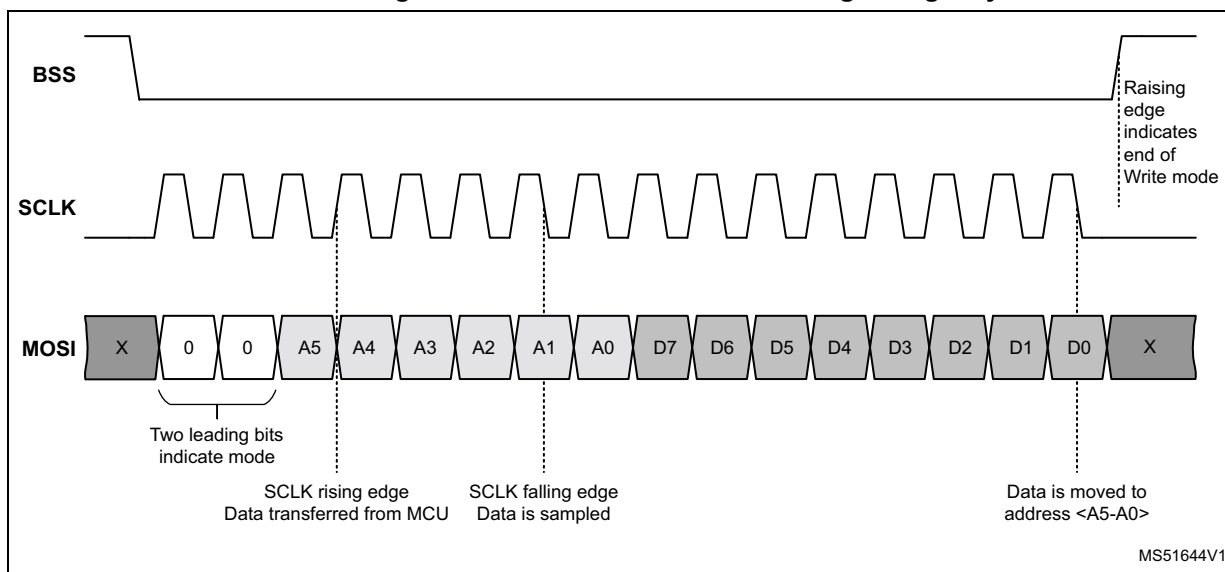 BSS
Raising
edge
indicates
end of
Write mode
SCLK
MOSI
X 0 0 A5 A4 A3 A2 A1 A0 D7 D6 D5 D4 D3 D2 D1 D0 X
Two leading bits
indicate mode
SCLK rising edge
Data transferred from MCU
SCLK falling edge
Data is sampled
Data is moved to
address <A5-A0>
MS51644V1